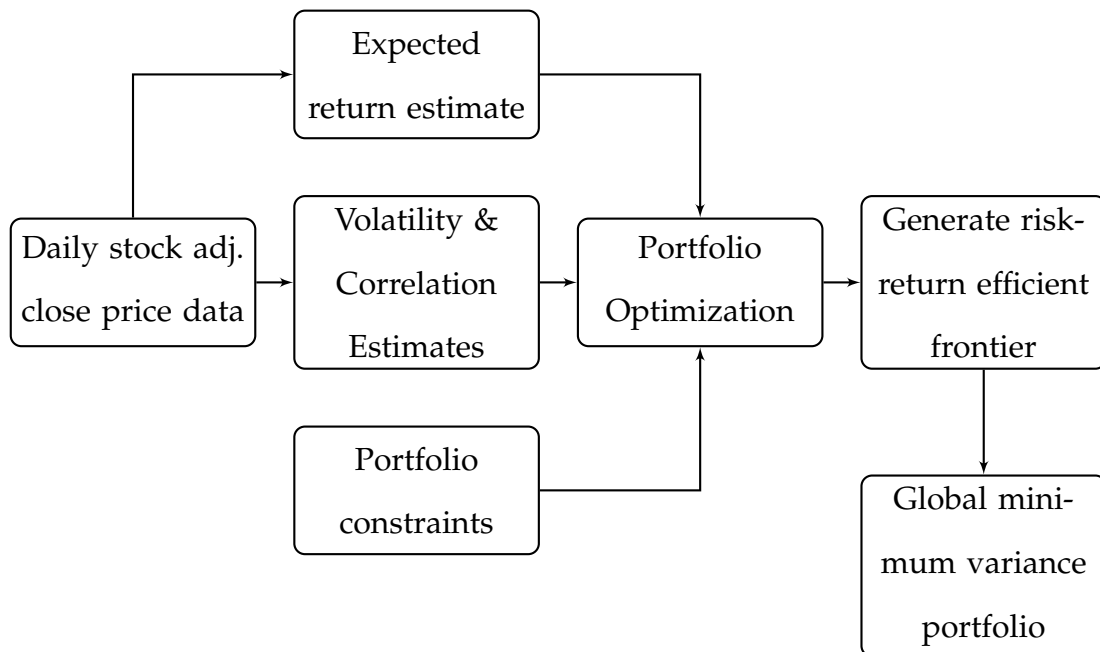 Expected
return estimate
Daily stock adj.
close price data
Volatility &
Correlation
Estimates
Portfolio
Optimization
Generate risk-
return efficient
frontier
Portfolio
constraints
Global mini-
mum variance
portfolio